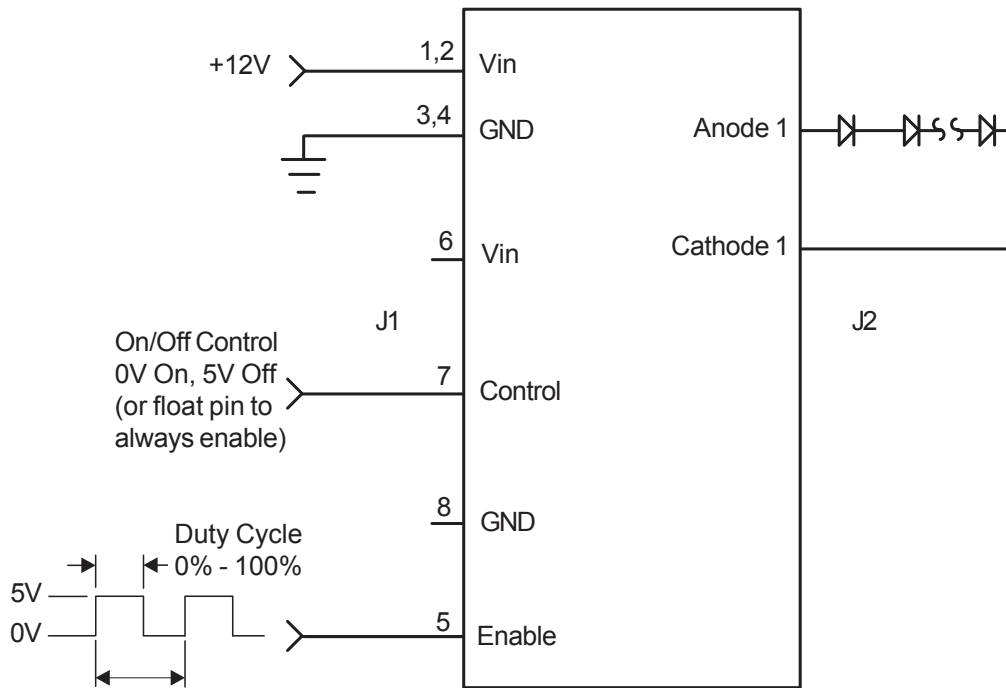 +12V
1,2
Vin
3,4
GND
Anode 1
6
Vin
Cathode 1
J1
J2
On/Off Control
0V On, 5V Off
(or float pin to
always enable)
7
Control
8
GND
Duty Cycle
0% - 100%
5V
0V
5
Enable